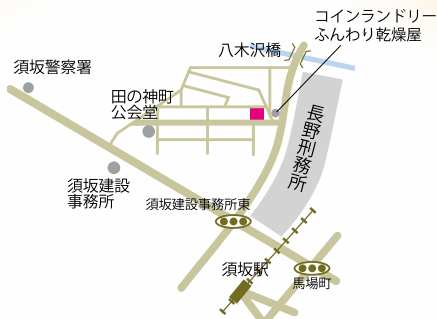 コインランドリー
ふんわり乾燥屋
八木沢橋
須坂警察署
田の神町
公会堂
長野刑務所
須坂建設
事務所
須坂建設事務所東
須坂駅
馬場町